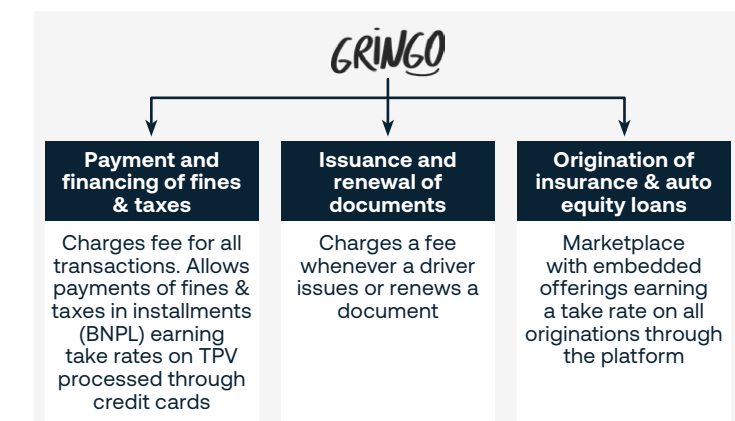 GRINGO
Payment and
financing of fines
& taxes
Charges fee for all
transactions. Allows
payments of fines &
taxes in installments
(BNPL) earning
take rates on TPV
processed through
credit cards
Issuance and
renewal of
documents
Charges a fee
whenever a driver
issues or renews a
document
Origination of
insurance & auto
equity loans
Marketplace
with embedded
offerings earning
a take rate on all
originations through
the platform